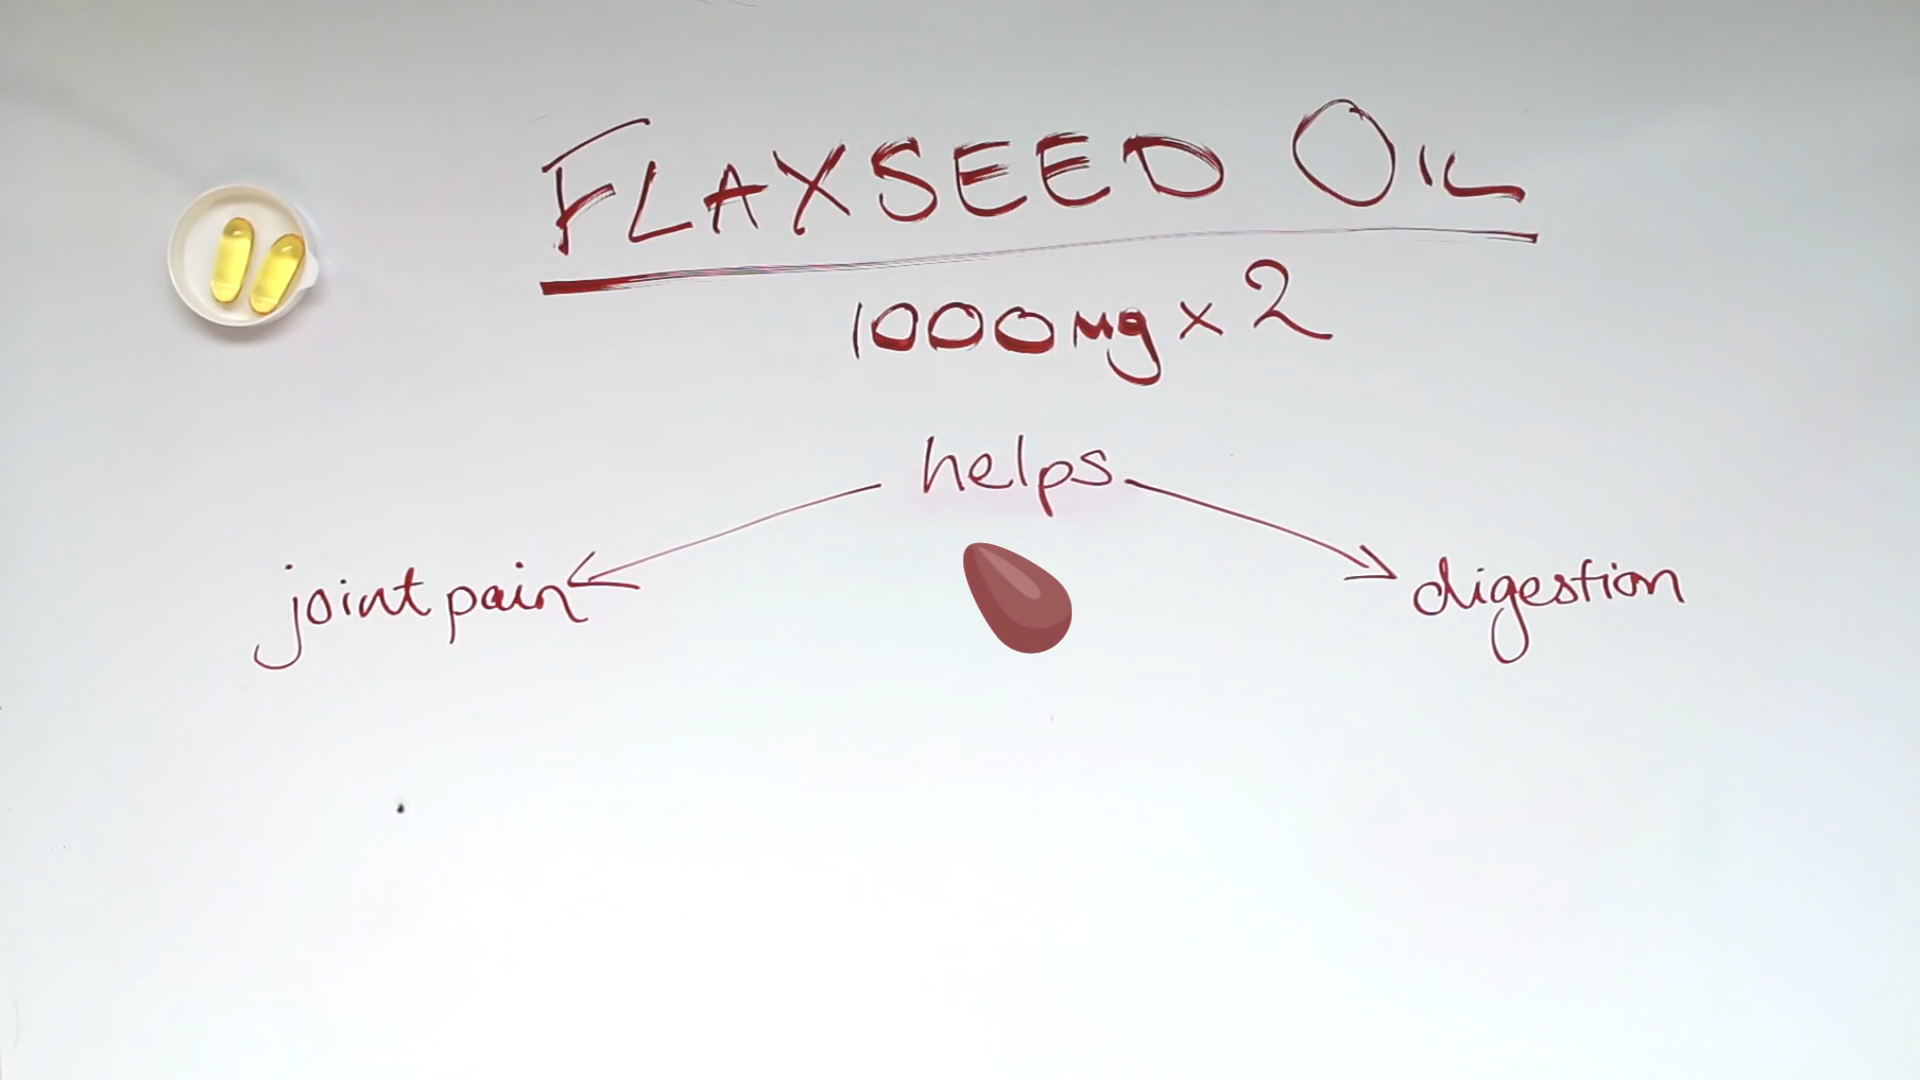 FLAXSEED OIL
1000mg x 2
helps
joint pain
digestion